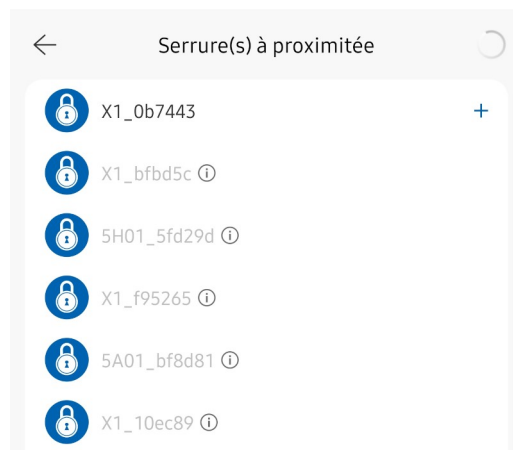 Serrure(s) à proximitée
X1_0b7443
X1_bfbd5c
5H01_5fd29d
X1_f95265
5A01_bf8d81
X1_10ec89